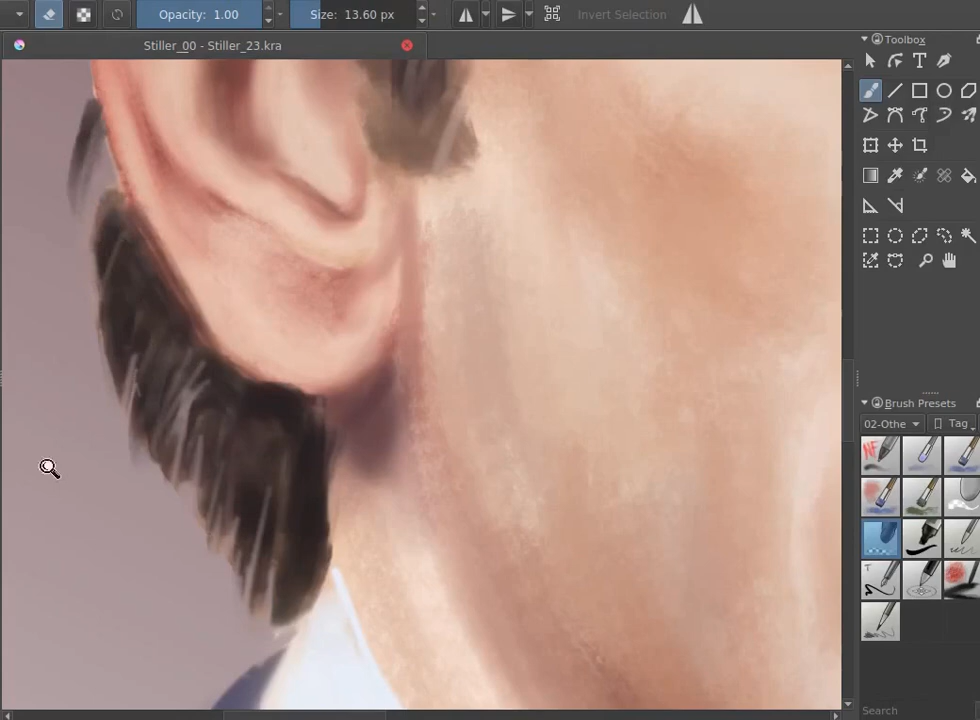 Opacity: 1.00
Size: 13.60 px
Invert Selection
Stiller_00 - Stiller_23.kra
Toolbox
Brush Presets
02-Othe
Tag
Search